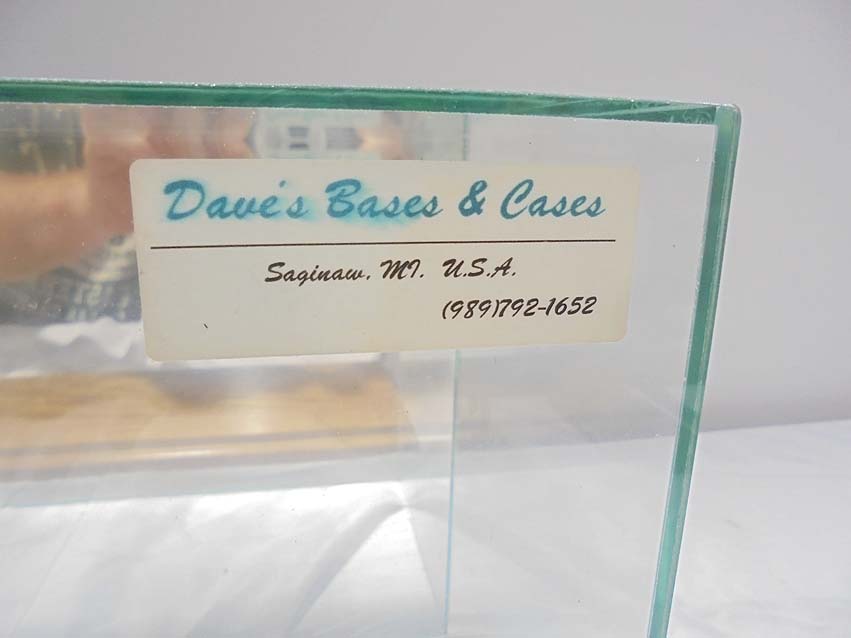 Dave's Bases & Cases
Saginaw, MI. U.S.A.
(989)792-1652